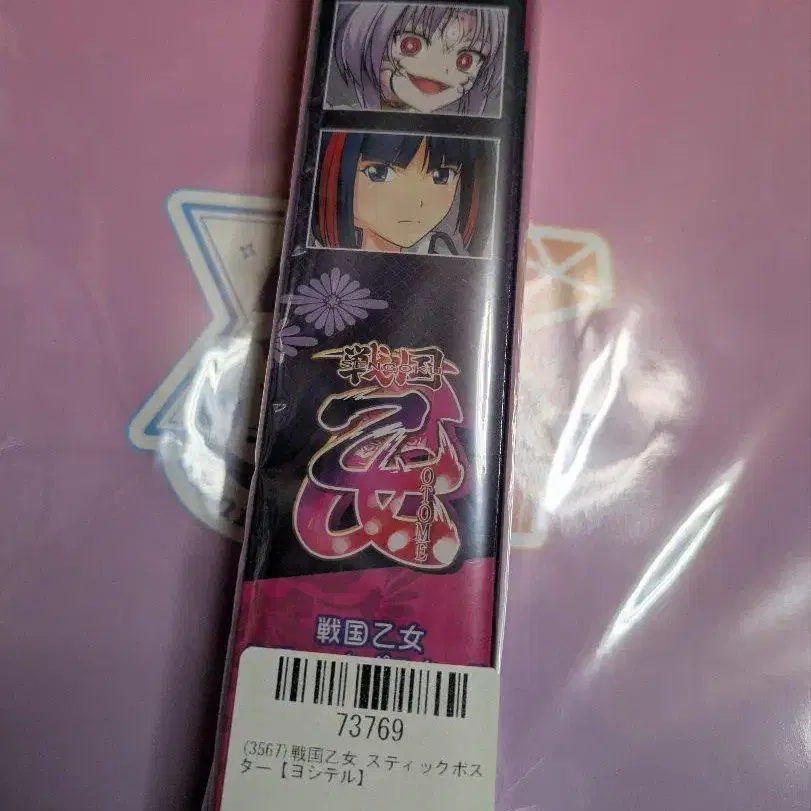 戦国
SENGOKU
乙女
OTOME
戦国乙女
73769
(3567)戦国乙女 スティックポス
ター【ヨシテル】